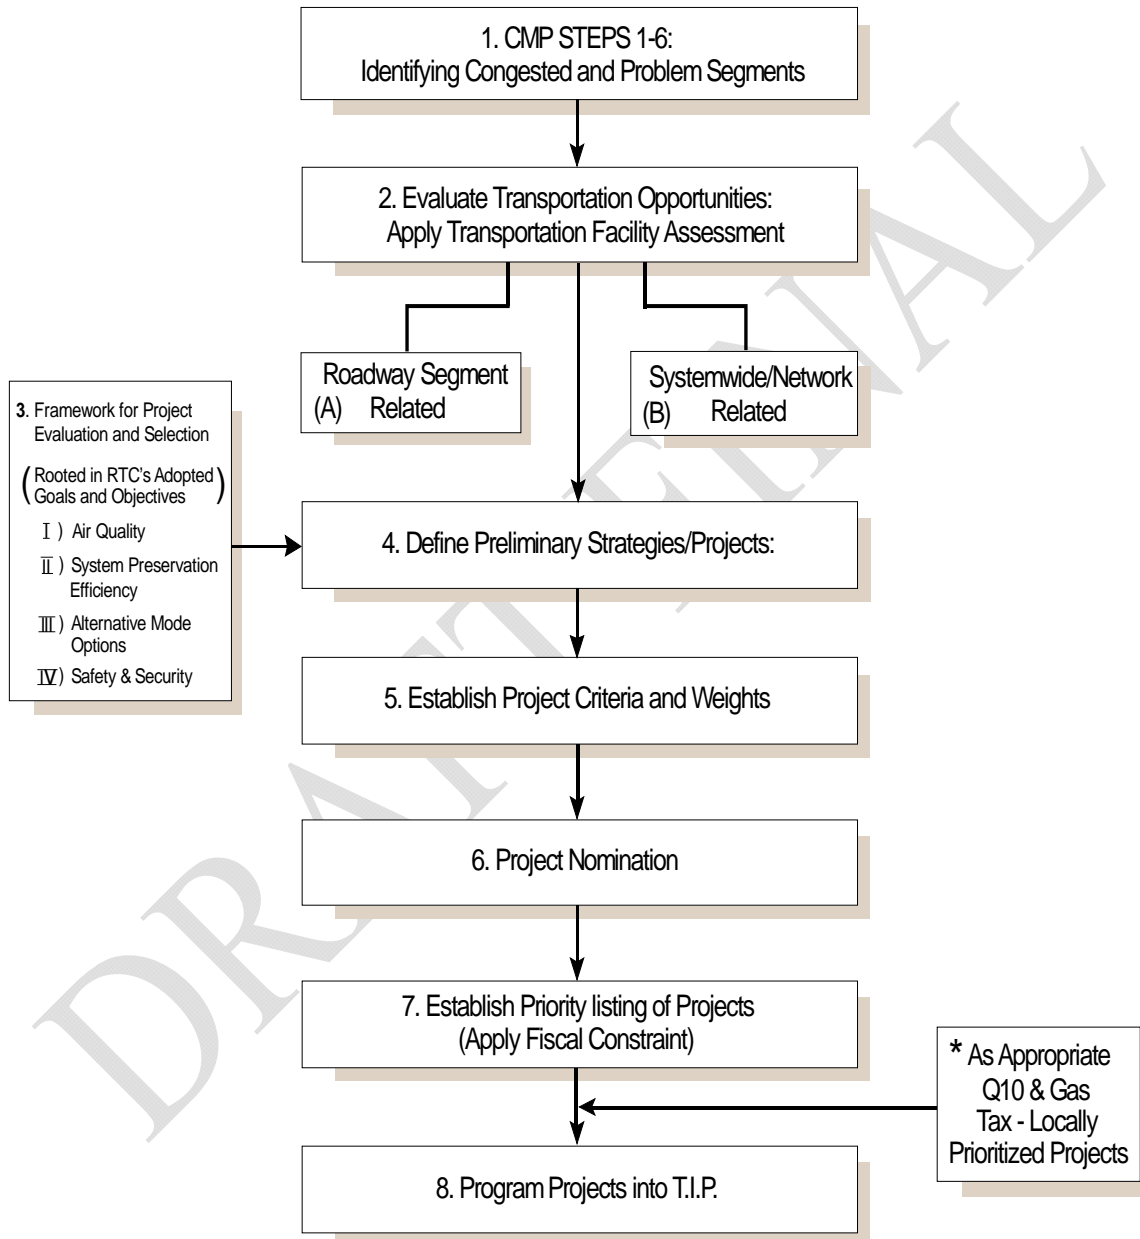 1. CMP STEPS 1-6:
Identifying Congested and Problem Segments
2. Evaluate Transportation Opportunities:
Apply Transportation Facility Assessment
Roadway Segment
(A) Related
Systemwide/Network
(B) Related
3. Framework for Project
Evaluation and Selection
(Rooted in RTC's Adopted
Goals and Objectives)
I) Air Quality
II) System Preservation
Efficiency
III) Alternative Mode
Options
IV) Safety & Security
4. Define Preliminary Strategies/Projects:
5. Establish Project Criteria and Weights
6. Project Nomination
7. Establish Priority listing of Projects
(Apply Fiscal Constraint)
* As Appropriate
Q10 & Gas
Tax - Locally
Prioritized Projects
8. Program Projects into T.I.P.
DRAFT FINAL